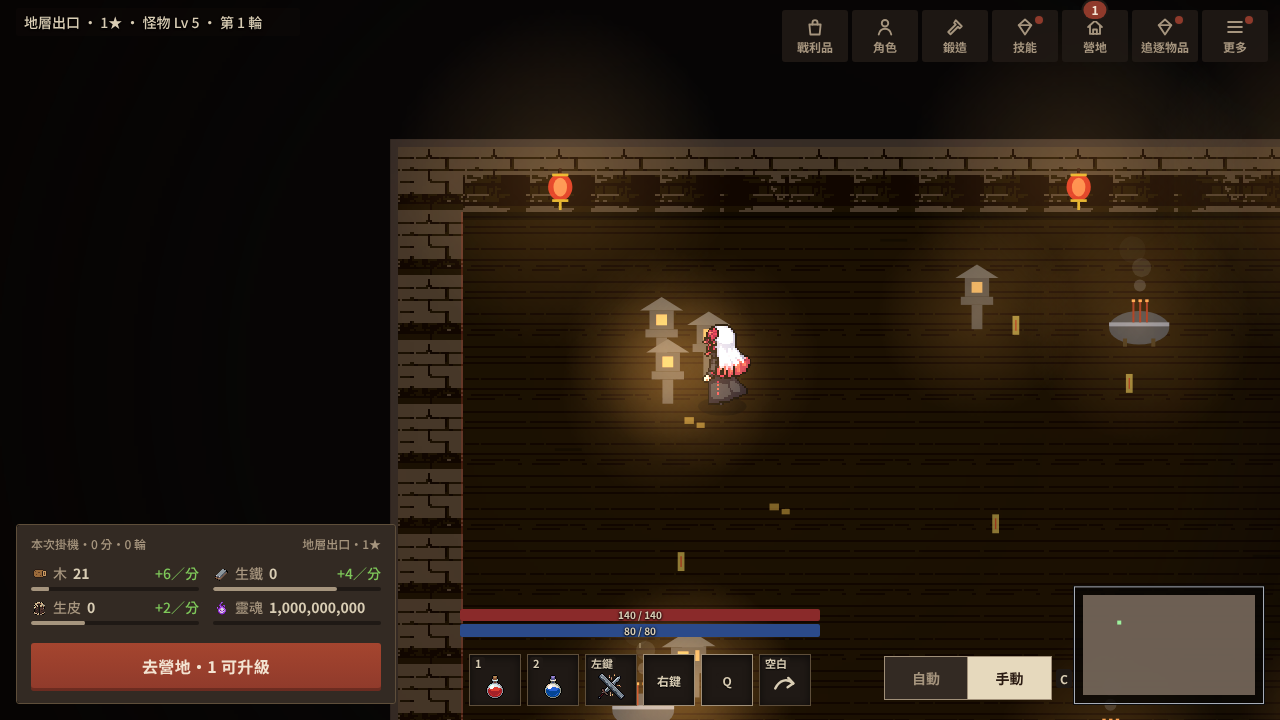 地層出口 · 1★ · 怪物 Lv 5 · 第 1 輪
1
戰利品
角色
鍛造
技能
營地
追逐物品
更多
本次掛機·0 分·0 輪
地層出口·1★
木 21 +6／分
生鐵 0 +4／分
生皮 0 +2／分
靈魂 1,000,000,000
去營地·1 可升級
140 / 140
80 / 80
1
2
左鍵
右鍵
Q
空白
自動
手動
C